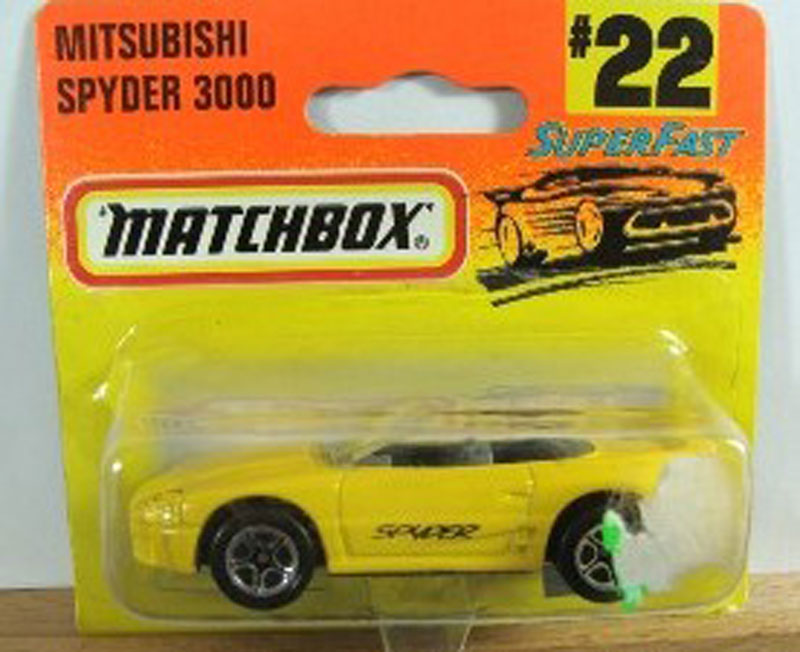 MITSUBISHI
SPYDER 3000
#22
SUPERFAST
MATCHBOX®
SPYDER